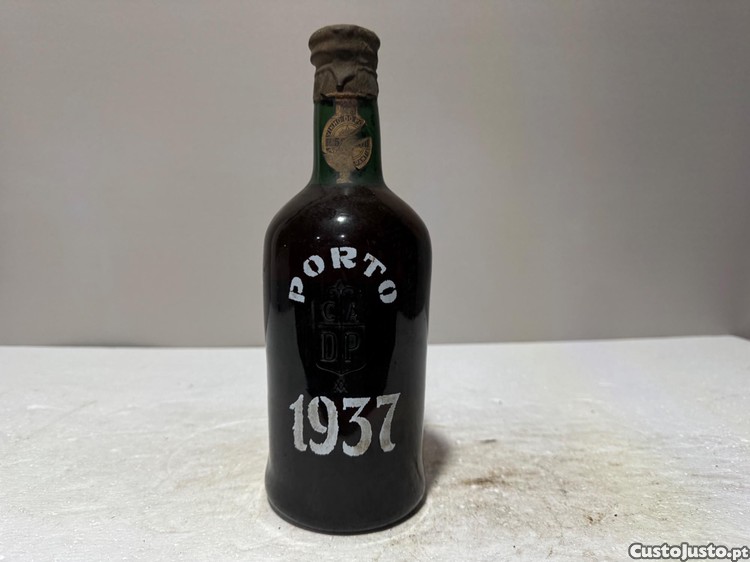 PORTO
C A
DP
1937
CustoJusto.pt